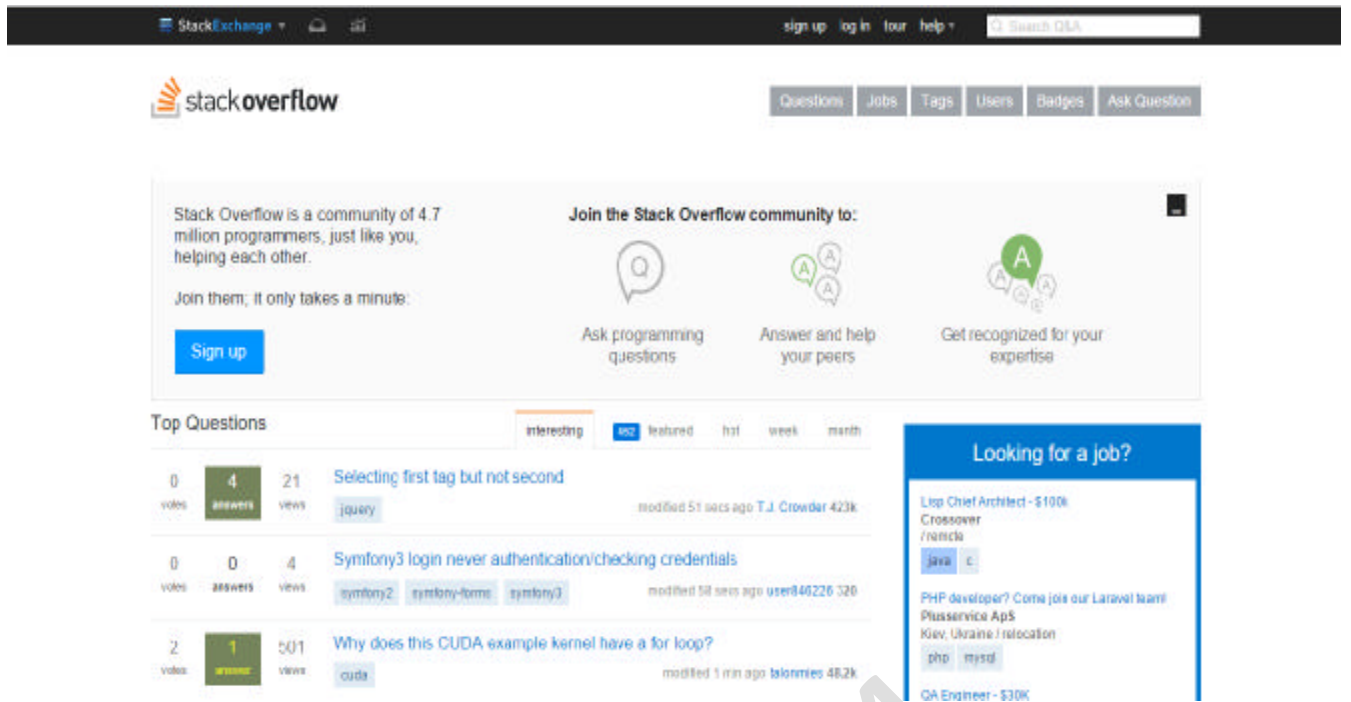 StackExchange
sign up log in tour help
Search Q&A
stackoverflow
Questions Jobs Tags Users Badges Ask Question
Stack Overflow is a community of 4.7
million programmers, just like you,
helping each other.
Join them; it only takes a minute:
Sign up
Join the Stack Overflow community to:
Q
A
A
A
A
A
A
Ask programming
questions
Answer and help
your peers
Get recognized for your
expertise
Top Questions
interesting
featured hot week month
0 votes
4 answers
21 views
Selecting first tag but not second
jquery
modified 51 secs ago T.J. Crowder 423k
0 votes
0 answers
4 views
Symfony3 login never authentication/checking credentials
symfony2 symfony-forms symfony3
modified 58 secs ago user846226 320
2 votes
1 answer
501 views
Why does this CUDA example kernel have a for loop?
cuda
modified 1 min ago talonmies 48.2k
Looking for a job?
Lisp Chief Architect - $100k
Crossover
/ remote
java c
PHP developer? Come join our Laravel team!
Plusservice ApS
Kiev, Ukraine / relocation
php mysql
QA Engineer - $30K